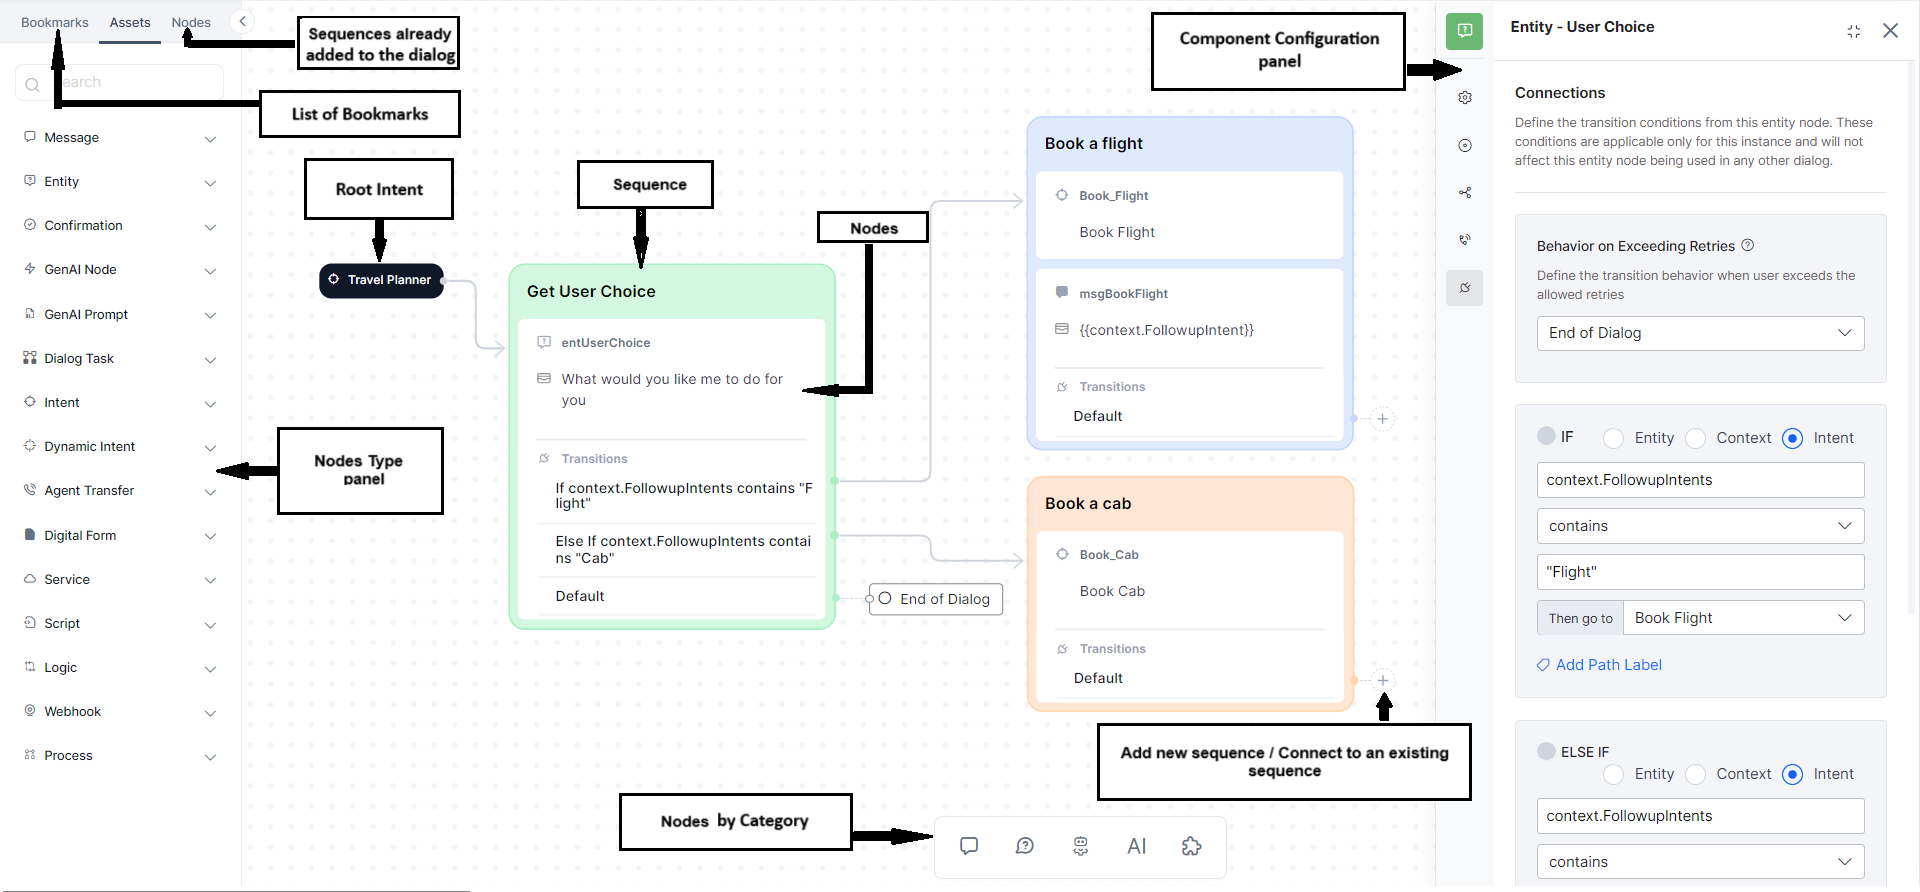 Bookmarks
Assets
Nodes
Sequences already
added to the dialog
earch
List of Bookmarks
Message
Entity
Confirmation
GenAI Node
GenAI Prompt
Dialog Task
Intent
Dynamic Intent
Agent Transfer
Digital Form
Service
Script
Logic
Webhook
Process
Root Intent
Travel Planner
Nodes Type
panel
Sequence
Nodes
Get User Choice
entUserChoice
What would you like me to do for
you
Transitions
If context.FollowupIntents contains "F
light"
Else If context.FollowupIntents contai
ns "Cab"
Default
End of Dialog
Component Configuration
panel
Book a flight
Book_Flight
Book Flight
msgBookFlight
{{context.FollowupIntent}}
Transitions
Default
Book a cab
Book_Cab
Book Cab
Transitions
Default
Add new sequence / Connect to an existing
sequence
Nodes by Category
AI
Entity - User Choice
Connections
Define the transition conditions from this entity node. These
conditions are applicable only for this instance and will not
affect this entity node being used in any other dialog.
Behavior on Exceeding Retries
Define the transition behavior when user exceeds the
allowed retries
End of Dialog
IF
Entity
Context
Intent
context.FollowupIntents
contains
"Flight"
Then go to
Book Flight
Add Path Label
ELSE IF
Entity
Context
Intent
context.FollowupIntents
contains